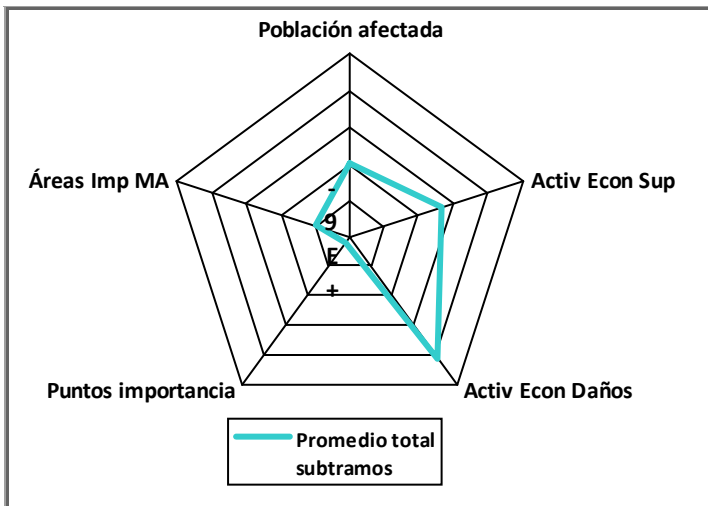 Población afectada
Áreas Imp MA
Activ Econ Sup
-
9
E
+
Puntos importancia
Activ Econ Daños
Promedio total
subtramos